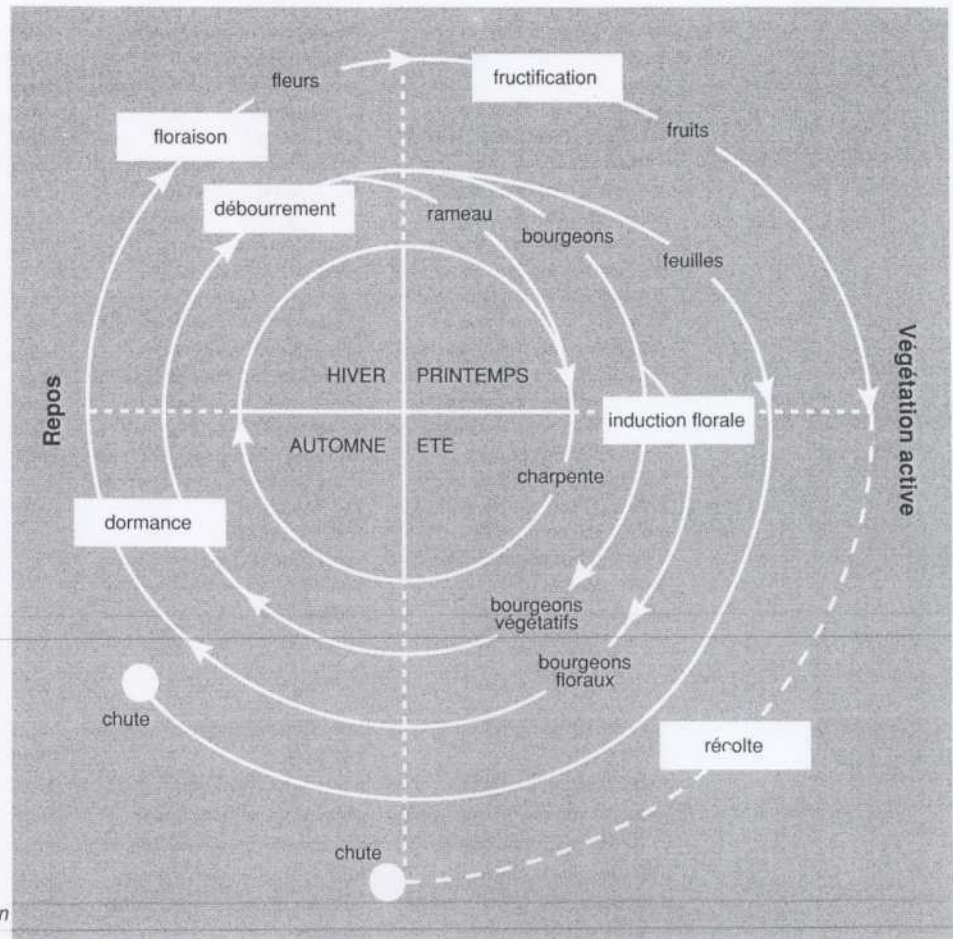 fleurs
fructification
floraison
fruits
débourrement
rameau
bourgeons
feuilles
Repos
HIVER
PRINTEMPS
Végétation active
induction florale
AUTOMNE
ETE
charpente
dormance
bourgeons
végétatifs
bourgeons
floraux
chute
récolte
chute
n